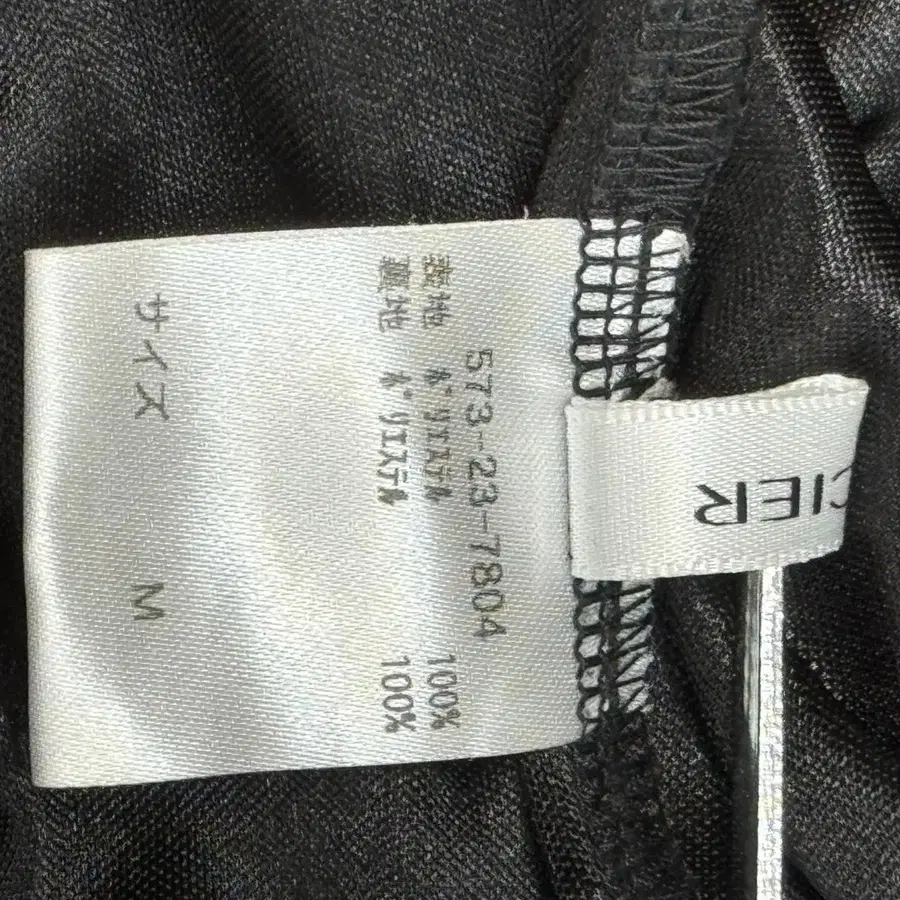 573-23-7804
表地 ポリエステル 100%
裏地 ポリエステル 100%
サイズ M
CIER